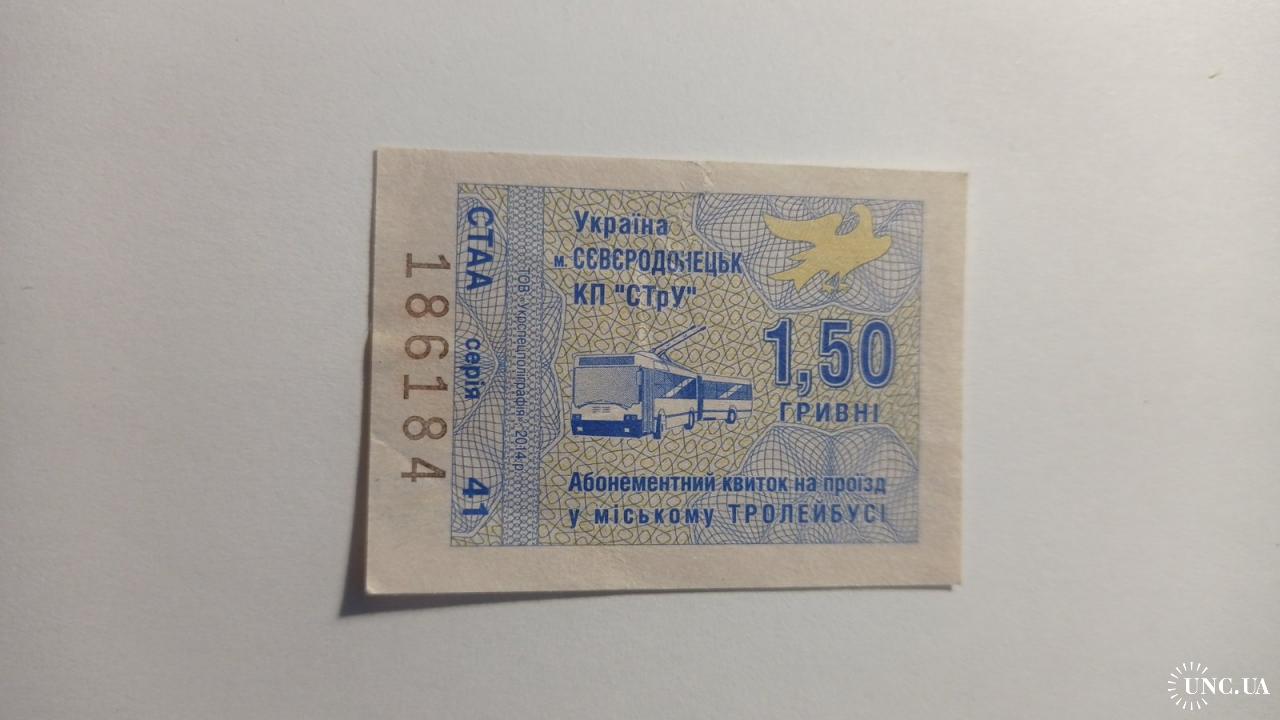 Україна
м. СЄВЄРОДОНЕЦЬК
КП "СТрУ"
1,50
ГРИВНІ
Абонементний квиток на проїзд
у міському ТРОЛЕЙБУСІ
ТОВ «Укрспецполіграфія» 2014 р.
СТАА серія 41
186184
UNC.UA